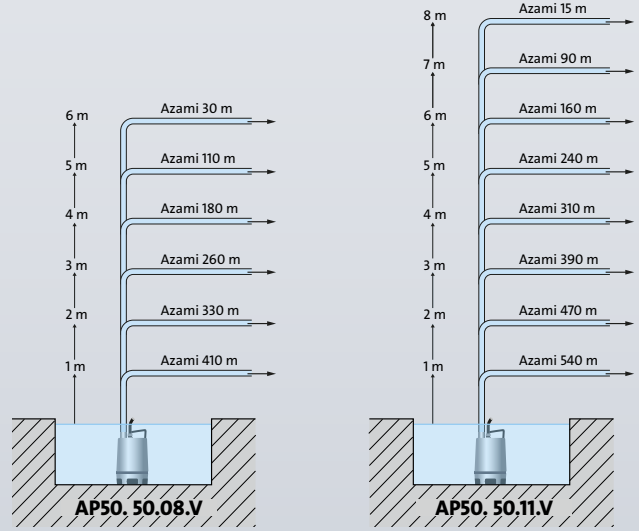 6 m
Azami 30 m
5 m
Azami 110 m
4 m
Azami 180 m
3 m
Azami 260 m
2 m
Azami 330 m
1 m
Azami 410 m
AP50. 50.08.V
8 m
Azami 15 m
7 m
Azami 90 m
6 m
Azami 160 m
5 m
Azami 240 m
4 m
Azami 310 m
3 m
Azami 390 m
2 m
Azami 470 m
1 m
Azami 540 m
AP50. 50.11.V